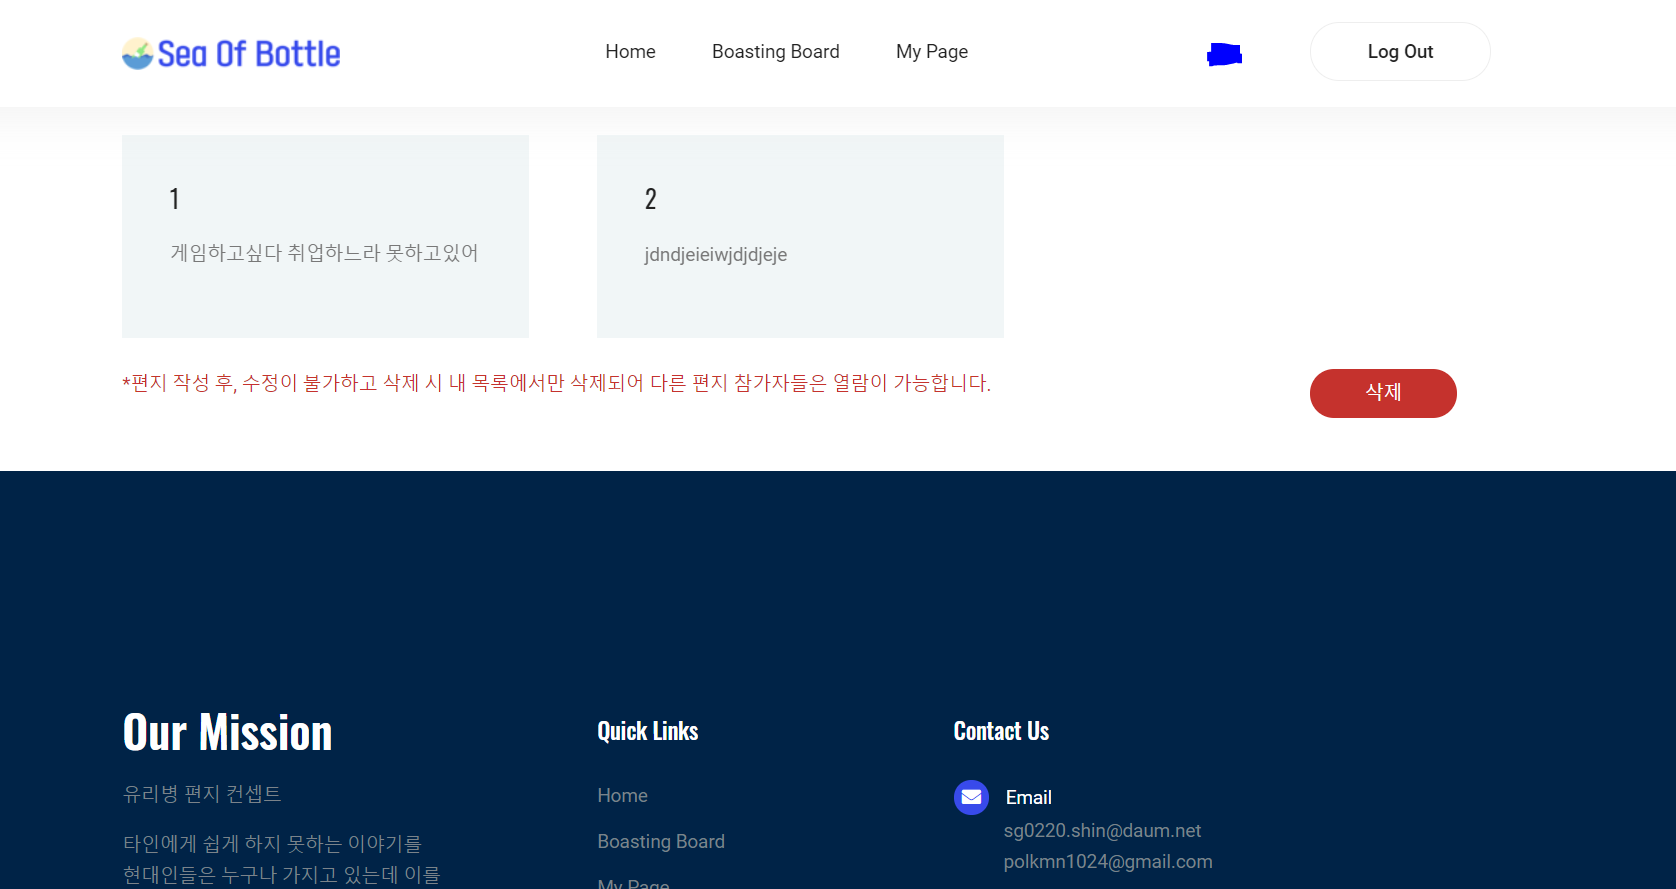 Sea Of Bottle
Home
Boasting Board
My Page
Log Out
1
게임하고싶다 취업하느라 못하고있어
2
jdndjeieiwjdjdjeje
*편지 작성 후, 수정이 불가하고 삭제 시 내 목록에서만 삭제되어 다른 편지 참가자들은 열람이 가능합니다.
삭제
Our Mission
유리병 편지 컨셉트
타인에게 쉽게 하지 못하는 이야기를
현대인들은 누구나 가지고 있는데 이를
Quick Links
Home
Boasting Board
My Page
Contact Us
Email
sg0220.shin@daum.net
polkmn1024@gmail.com